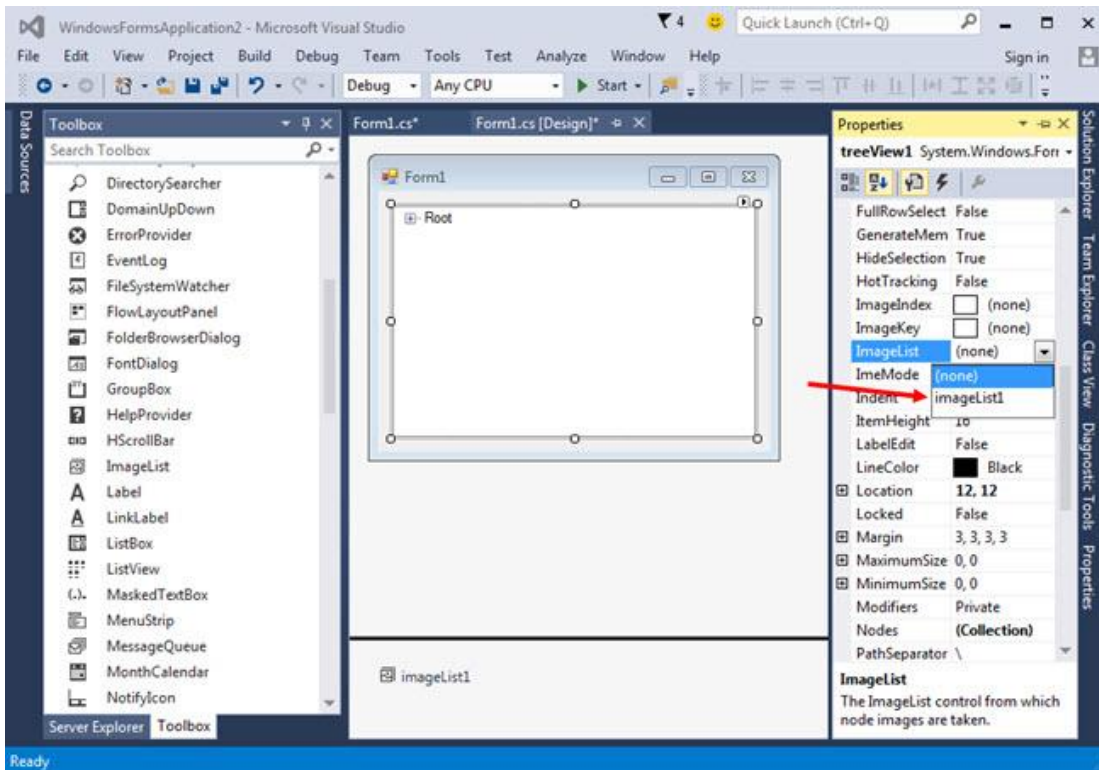 WindowsFormsApplication2 - Microsoft Visual Studio
4
Quick Launch (Ctrl+Q)
File Edit View Project Build Debug Team Tools Test Analyze Window Help
Sign in
Debug Any CPU Start
Data Sources
Toolbox
Search Toolbox
DirectorySearcher
DomainUpDown
ErrorProvider
EventLog
FileSystemWatcher
FlowLayoutPanel
FolderBrowserDialog
FontDialog
GroupBox
HelpProvider
HScrollBar
ImageList
Label
LinkLabel
ListBox
ListView
MaskedTextBox
MenuStrip
MessageQueue
MonthCalendar
NotifyIcon
Server Explorer Toolbox
Form1.cs* Form1.cs [Design]*
Form1
Root
imageList1
Properties
treeView1 System.Windows.Forr
FullRowSelect False
GenerateMem True
HideSelection True
HotTracking False
ImageIndex (none)
ImageKey (none)
ImageList (none)
ImeMode (none)
Indent imageList1
ItemHeight 16
LabelEdit False
LineColor Black
Location 12, 12
Locked False
Margin 3, 3, 3, 3
MaximumSize 0, 0
MinimumSize 0, 0
Modifiers Private
Nodes (Collection)
PathSeparator \
ImageList
The ImageList control from which
node images are taken.
Solution Explorer Team Explorer Class View Diagnostic Tools Properties
Ready